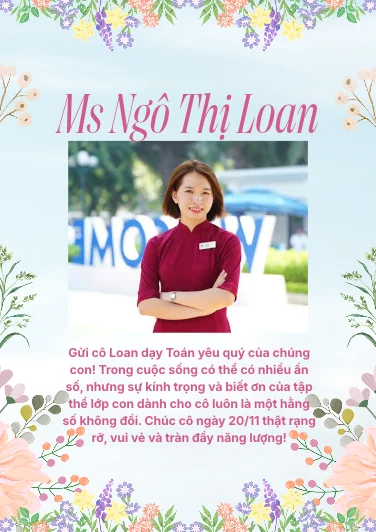 Ms Ngô Thị Loan
Gửi cô Loan dạy Toán yêu quý của chúng
con! Trong cuộc sống có thể có nhiều ẩn
số, nhưng sự kính trọng và biết ơn của tập
thể lớp con dành cho cô luôn là một hằng
số không đổi. Chúc cô ngày 20/11 thật rạng
rỡ, vui vẻ và tràn đầy năng lượng!